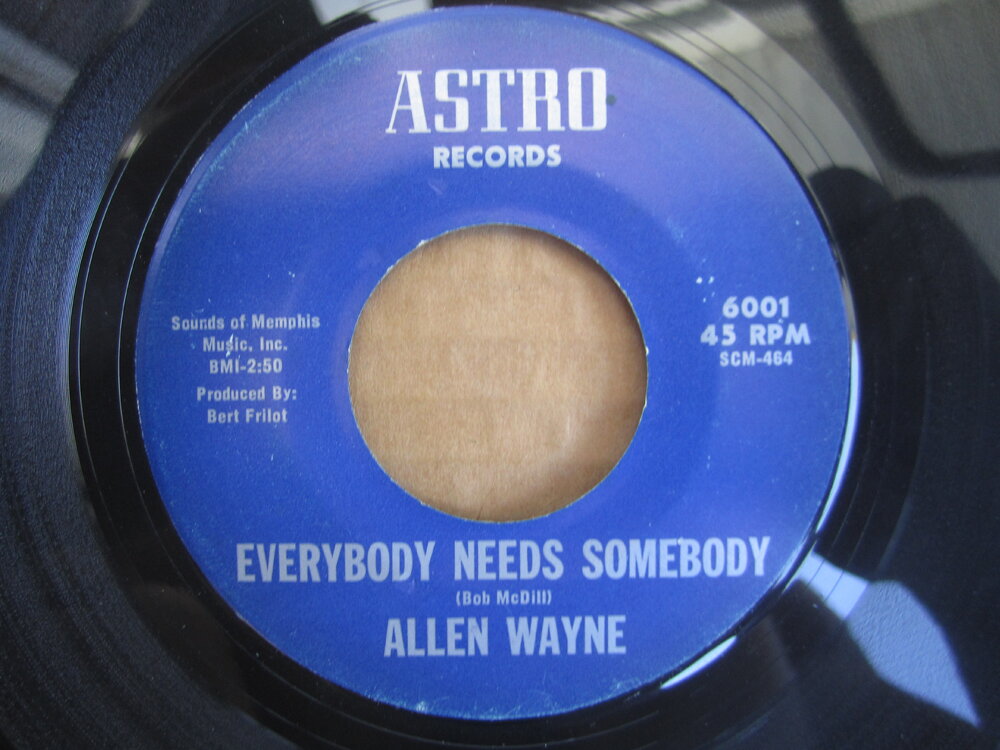 ASTRO
RECORDS
Sounds of Memphis
Music, Inc.
BMI-2:50
Produced By:
Bert Frilot
6001
45 RPM
SCM-464
EVERYBODY NEEDS SOMEBODY
(Bob McDill)
ALLEN WAYNE